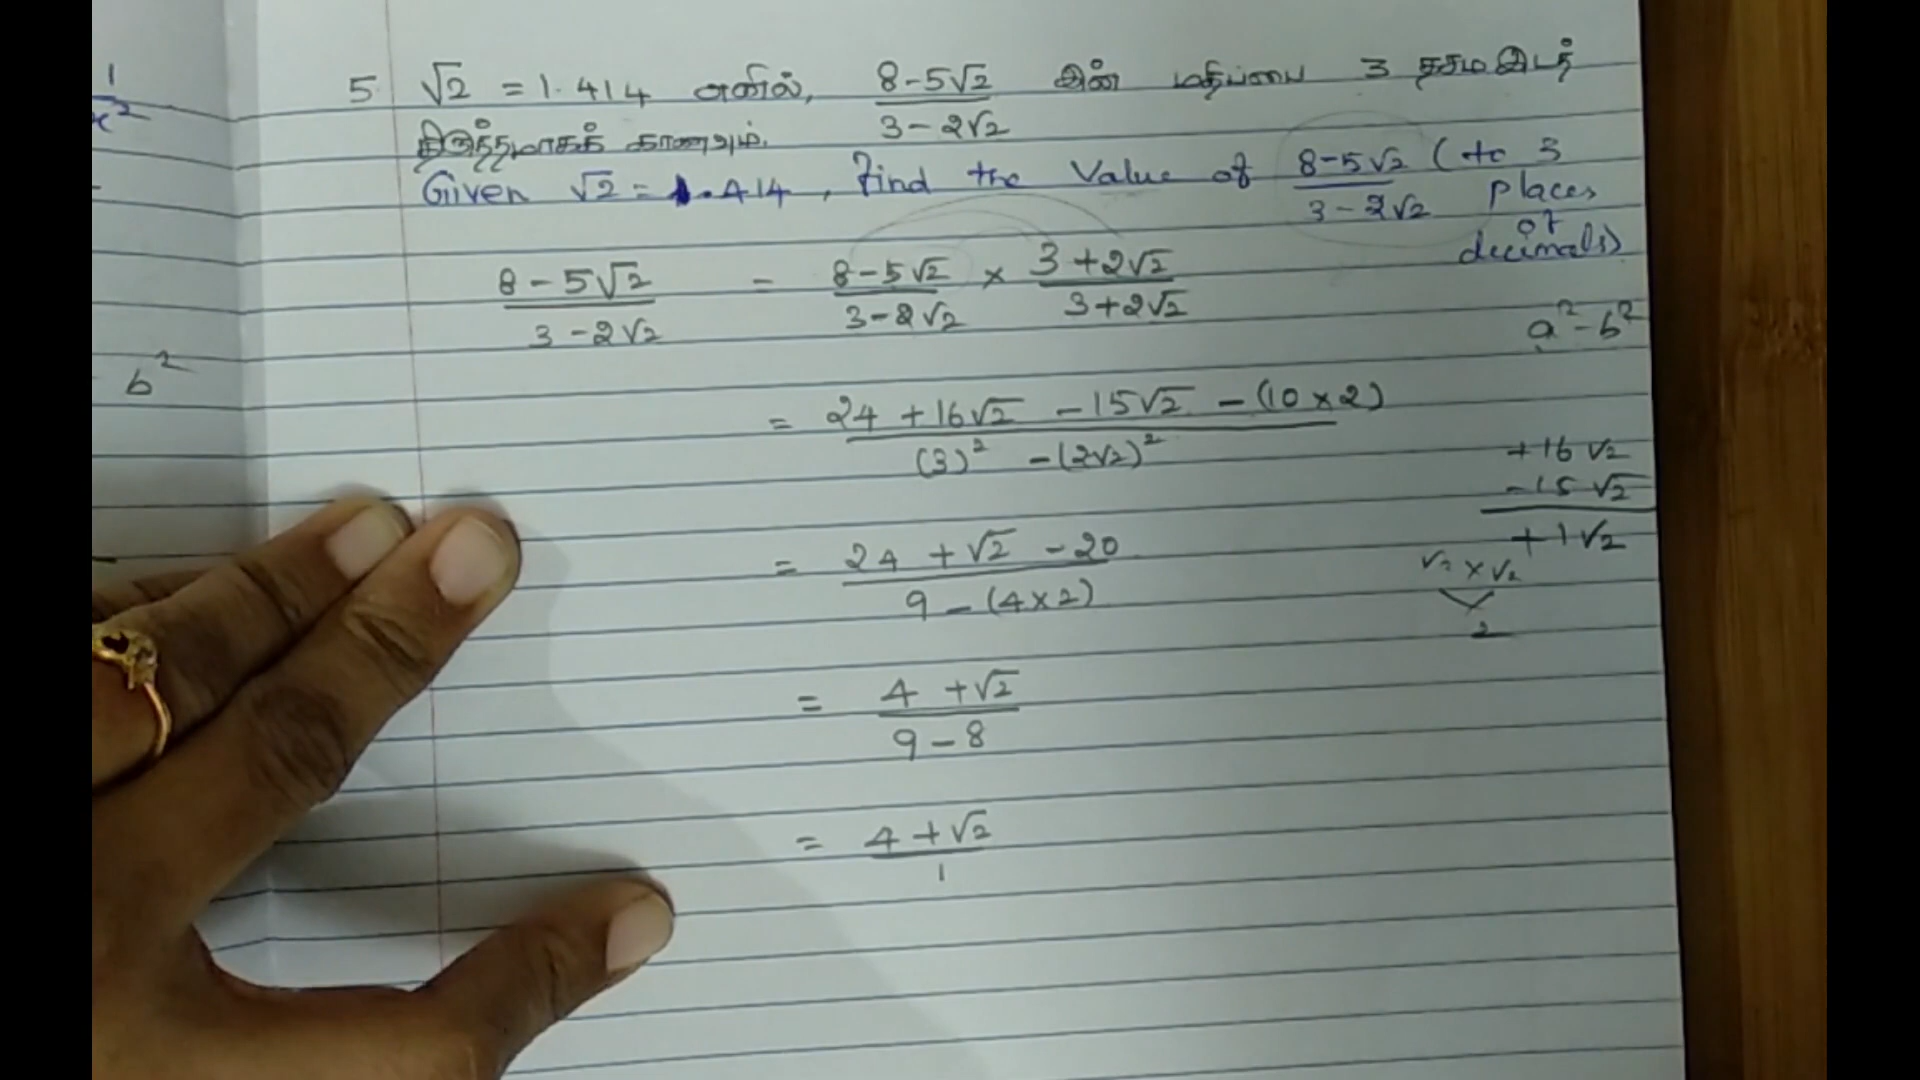 1
x²
b²
5. √2 = 1.414 எனில், (8-5√2)/(3-2√2) இன் மதிப்பை 3 தசம இடத்
திருத்தமாகக் காணவும்.
Given √2 = 1.414, Find the Value of (8-5√2)/(3-2√2) (to 3
places
of
decimals)
(8-5√2)/(3-2√2) = (8-5√2)/(3-2√2) × (3+2√2)/(3+2√2)
a²-b²
= (24 +16√2 -15√2 -(10×2))/((3)² -(2√2)²)
+16√2
-15√2
+1√2
√2 × √2
2
= (24 +√2 -20)/(9 -(4×2))
= (4 +√2)/(9-8)
= (4+√2)/1